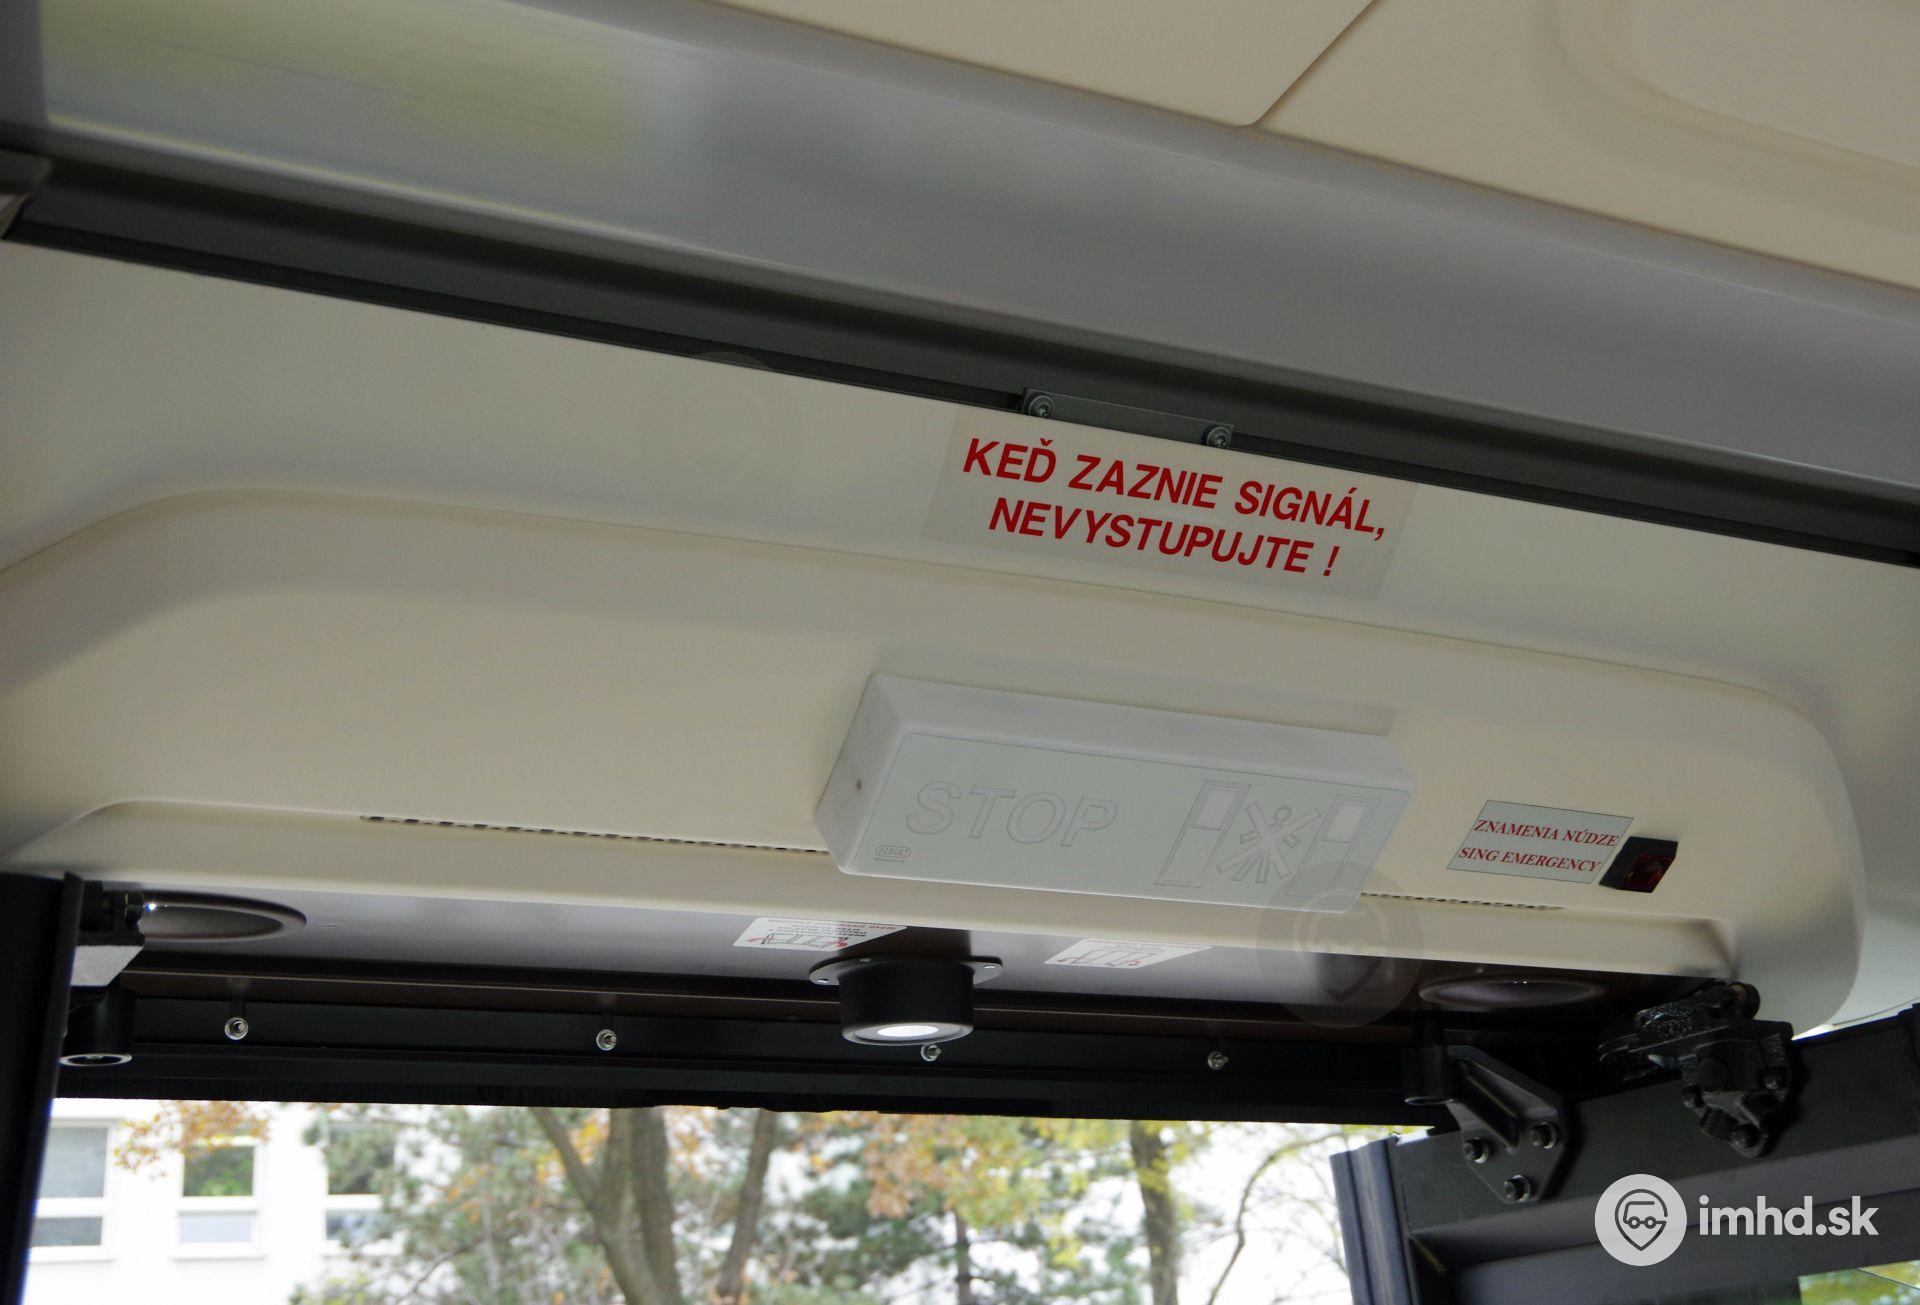 KEĎ ZAZNIE SIGNÁL,
NEVYSTUPUJTE !
STOP
ZNAMENIA NÚDZE
SING EMERGENCY
imhd.sk